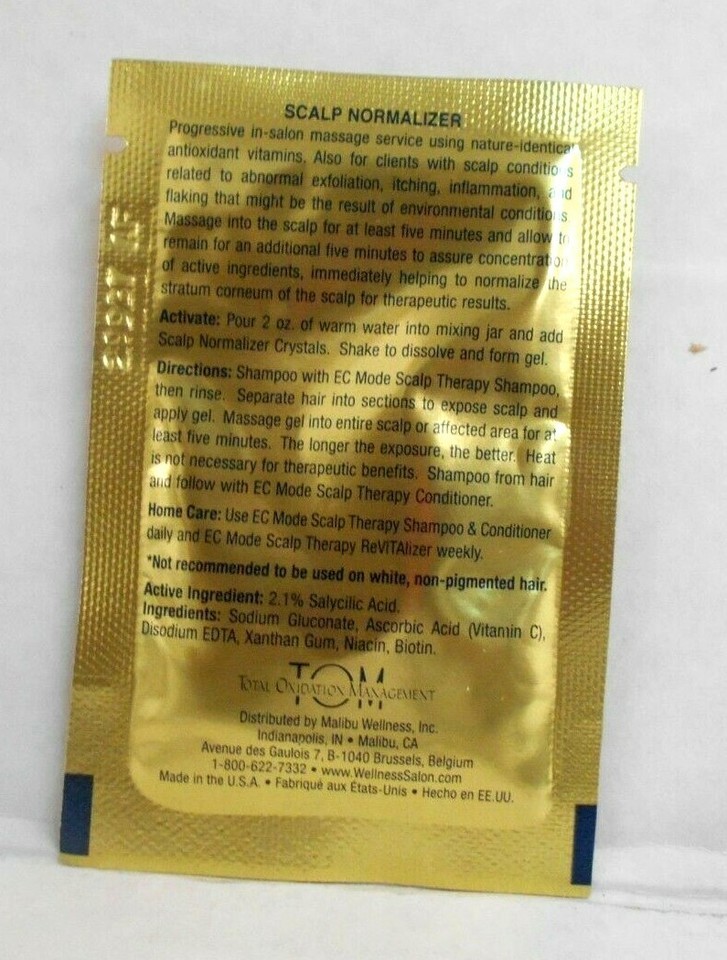 SCALP NORMALIZER
Progressive in-salon massage service using nature-identical
antioxidant vitamins. Also for clients with scalp conditions
related to abnormal exfoliation, itching, inflammation, and
flaking that might be the result of environmental conditions
Massage into the scalp for at least five minutes and allow to
remain for an additional five minutes to assure concentration
of active ingredients, immediately helping to normalize the
stratum corneum of the scalp for therapeutic results.
Activate: Pour 2 oz. of warm water into mixing jar and add
Scalp Normalizer Crystals. Shake to dissolve and form gel.
Directions: Shampoo with EC Mode Scalp Therapy Shampoo,
then rinse. Separate hair into sections to expose scalp and
apply gel. Massage gel into entire scalp or affected area for at
least five minutes. The longer the exposure, the better. Heat
is not necessary for therapeutic benefits. Shampoo from hair
and follow with EC Mode Scalp Therapy Conditioner.
Home Care: Use EC Mode Scalp Therapy Shampoo & Conditioner
daily and EC Mode Scalp Therapy ReVITAlizer weekly.
*Not recommended to be used on white, non-pigmented hair.
Active Ingredient: 2.1% Salycilic Acid.
Ingredients: Sodium Gluconate, Ascorbic Acid (Vitamin C),
Disodium EDTA, Xanthan Gum, Niacin, Biotin.
TOM
TOTAL OXIDATION MANAGEMENT
Distributed by Malibu Wellness, Inc.
Indianapolis, IN • Malibu, CA
Avenue des Gaulois 7, B-1040 Brussels, Belgium
1-800-622-7332 • www.WellnessSalon.com
Made in the U.S.A. • Fabriqué aux États-Unis • Hecho en EE.UU.